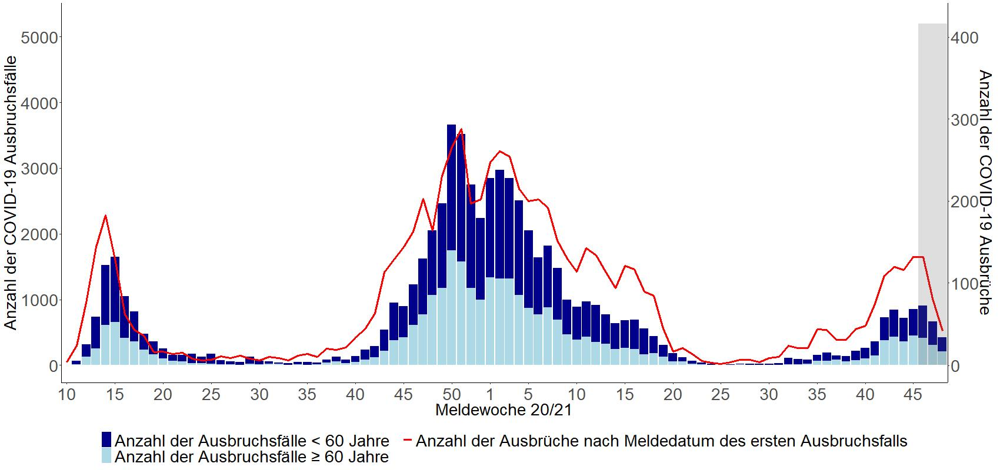 Anzahl der COVID-19 Ausbruchsfälle
5000
4000
3000
2000
1000
0
400
300
200
100
0
Anzahl der COVID-19 Ausbrüche
10 15 20 25 30 35 40 45 50 1 5 10 15 20 25 30 35 40 45
Meldewoche 20/21
Anzahl der Ausbruchsfälle < 60 Jahre
Anzahl der Ausbruchsfälle ≥ 60 Jahre
Anzahl der Ausbrüche nach Meldedatum des ersten Ausbruchsfalls